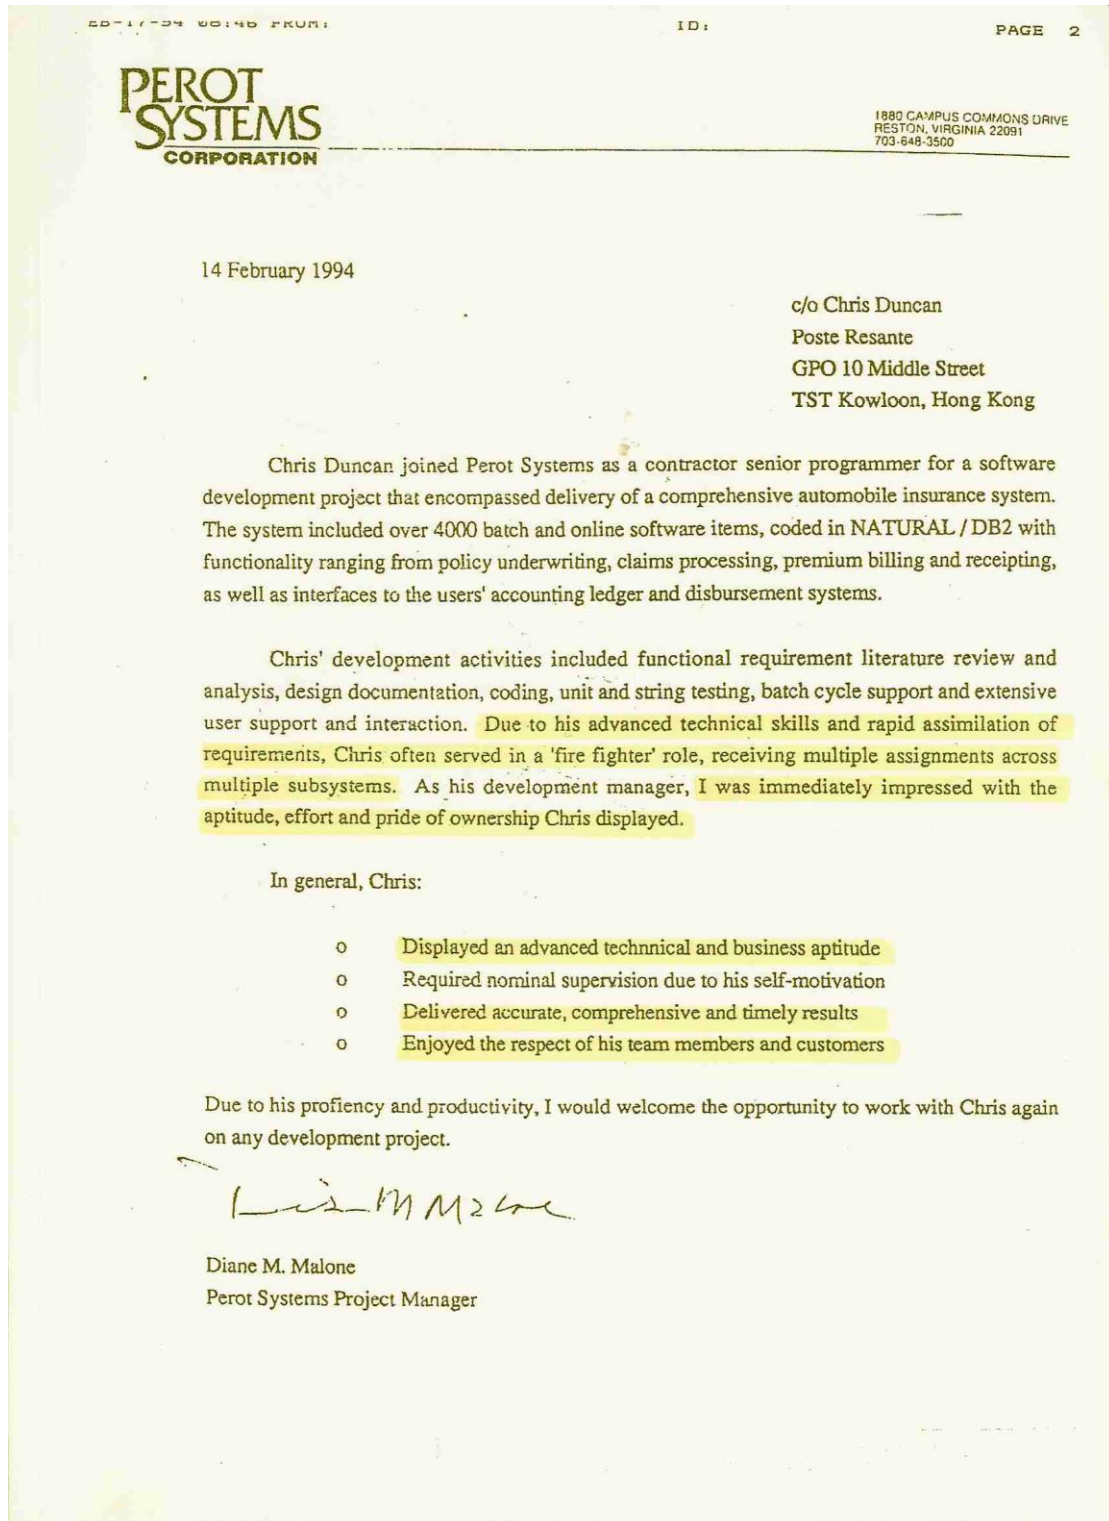 EB-17-94 08:46 FROM:
ID:
PAGE 2
PEROT
SYSTEMS
CORPORATION
1880 CAMPUS COMMONS DRIVE
RESTON, VIRGINIA 22091
703-648-3500
14 February 1994
c/o Chris Duncan
Poste Resante
GPO 10 Middle Street
TST Kowloon, Hong Kong
Chris Duncan joined Perot Systems as a contractor senior programmer for a software
development project that encompassed delivery of a comprehensive automobile insurance system.
The system included over 4000 batch and online software items, coded in NATURAL / DB2 with
functionality ranging from policy underwriting, claims processing, premium billing and receipting,
as well as interfaces to the users' accounting ledger and disbursement systems.
Chris' development activities included functional requirement literature review and
analysis, design documentation, coding, unit and string testing, batch cycle support and extensive
user support and interaction. Due to his advanced technical skills and rapid assimilation of
requirements, Chris often served in a 'fire fighter' role, receiving multiple assignments across
multiple subsystems. As his development manager, I was immediately impressed with the
aptitude, effort and pride of ownership Chris displayed.
In general, Chris:
o Displayed an advanced technnical and business aptitude
o Required nominal supervision due to his self-motivation
o Delivered accurate, comprehensive and timely results
o Enjoyed the respect of his team members and customers
Due to his profiency and productivity, I would welcome the opportunity to work with Chris again
on any development project.
Diane M. Malone
Perot Systems Project Manager